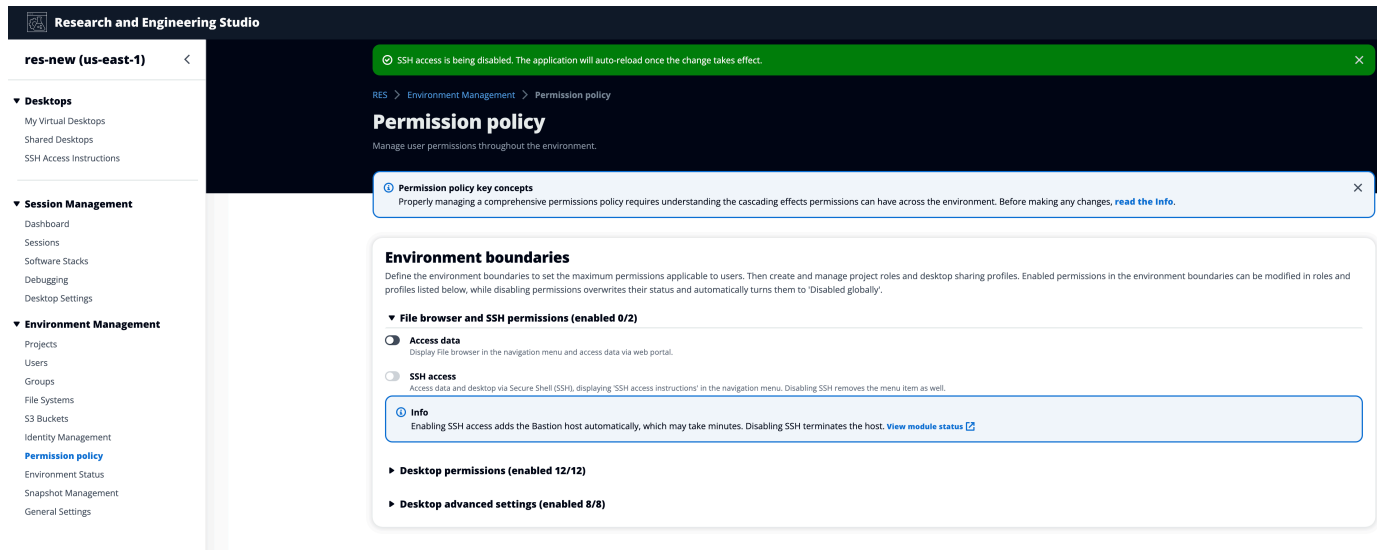 Research and Engineering Studio
res-new (us-east-1)
Desktops
My Virtual Desktops
Shared Desktops
SSH Access Instructions
Session Management
Dashboard
Sessions
Software Stacks
Debugging
Desktop Settings
Environment Management
Projects
Users
Groups
File Systems
S3 Buckets
Identity Management
Permission policy
Environment Status
Snapshot Management
General Settings
SSH access is being disabled. The application will auto-reload once the change takes effect.
RES > Environment Management > Permission policy
Permission policy
Manage user permissions throughout the environment.
Permission policy key concepts
Properly managing a comprehensive permissions policy requires understanding the cascading effects permissions can have across the environment. Before making any changes, read the Info.
Environment boundaries
Define the environment boundaries to set the maximum permissions applicable to users. Then create and manage project roles and desktop sharing profiles. Enabled permissions in the environment boundaries can be modified in roles and
profiles listed below, while disabling permissions overwrites their status and automatically turns them to 'Disabled globally'.
File browser and SSH permissions (enabled 0/2)
Access data
Display File browser in the navigation menu and access data via web portal.
SSH access
Access data and desktop via Secure Shell (SSH), displaying 'SSH access instructions' in the navigation menu. Disabling SSH removes the menu item as well.
Info
Enabling SSH access adds the Bastion host automatically, which may take minutes. Disabling SSH terminates the host. View module status
Desktop permissions (enabled 12/12)
Desktop advanced settings (enabled 8/8)